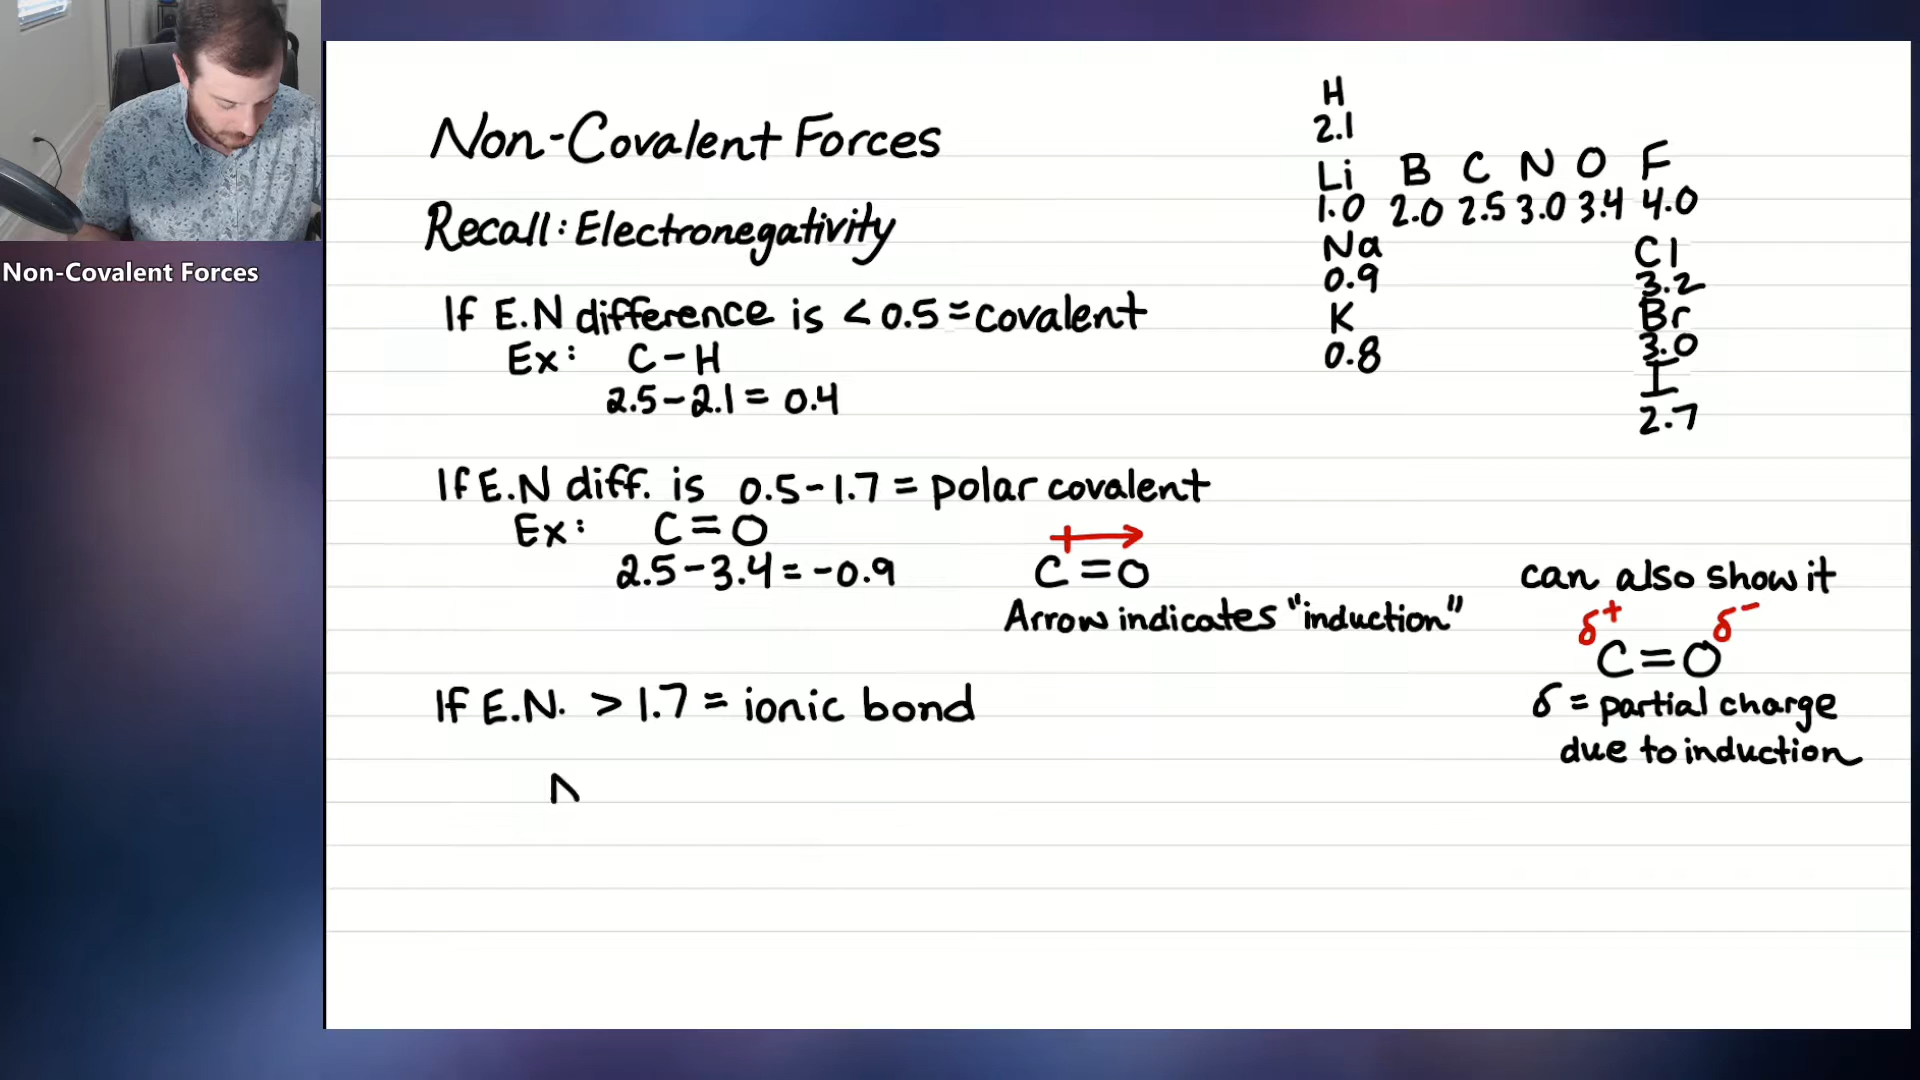 Non-Covalent Forces
Non-Covalent Forces
Recall: Electronegativity
If E.N difference is < 0.5 = covalent
Ex: C-H
2.5-2.1 = 0.4
If E.N diff. is 0.5-1.7 = polar covalent
Ex: C=O
2.5-3.4 = -0.9
C=O
Arrow indicates "induction"
can also show it
δ+ δ-
C=O
δ = partial charge
due to induction
If E.N. > 1.7 = ionic bond
H
2.1
Li B C N O F
1.0 2.0 2.5 3.0 3.4 4.0
Na Cl
0.9 3.2
K Br
0.8 3.0
I
2.7